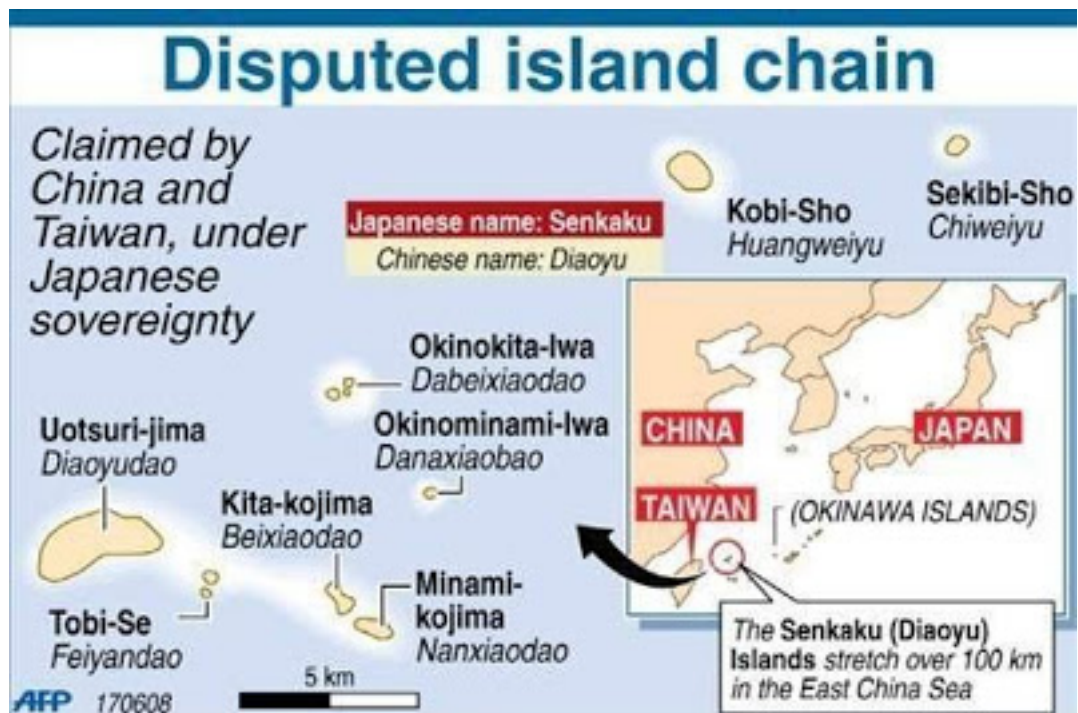 Disputed island chain
Claimed by
China and
Taiwan, under
Japanese
sovereignty
Japanese name: Senkaku
Chinese name: Diaoyu
Kobi-Sho
Huangweiyu
Sekibi-Sho
Chiweiyu
Okinokita-Iwa
Dabeixiaodao
Okinominami-Iwa
Danaxiaobao
Uotsuri-jima
Diaoyudao
Kita-kojima
Beixiaodao
Minami-
kojima
Nanxiaodao
Tobi-Se
Feiyandao
CHINA
JAPAN
TAIWAN
(OKINAWA ISLANDS)
The Senkaku (Diaoyu)
Islands stretch over 100 km
in the East China Sea
5 km
AFP 170608